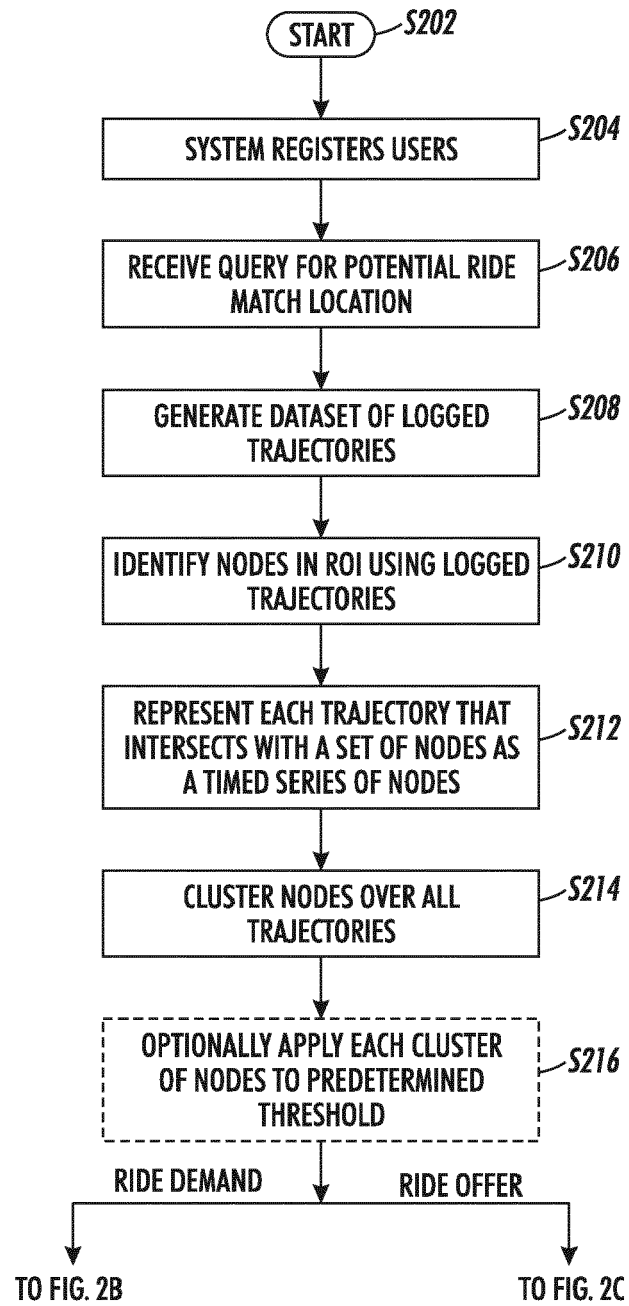 START
S202
SYSTEM REGISTERS USERS
S204
RECEIVE QUERY FOR POTENTIAL RIDE
MATCH LOCATION
S206
GENERATE DATASET OF LOGGED
TRAJECTORIES
S208
IDENTIFY NODES IN ROI USING LOGGED
TRAJECTORIES
S210
REPRESENT EACH TRAJECTORY THAT
INTERSECTS WITH A SET OF NODES AS
A TIMED SERIES OF NODES
S212
CLUSTER NODES OVER ALL
TRAJECTORIES
S214
OPTIONALLY APPLY EACH CLUSTER
OF NODES TO PREDETERMINED
THRESHOLD
S216
RIDE DEMAND
RIDE OFFER
TO FIG. 2B
TO FIG. 2C